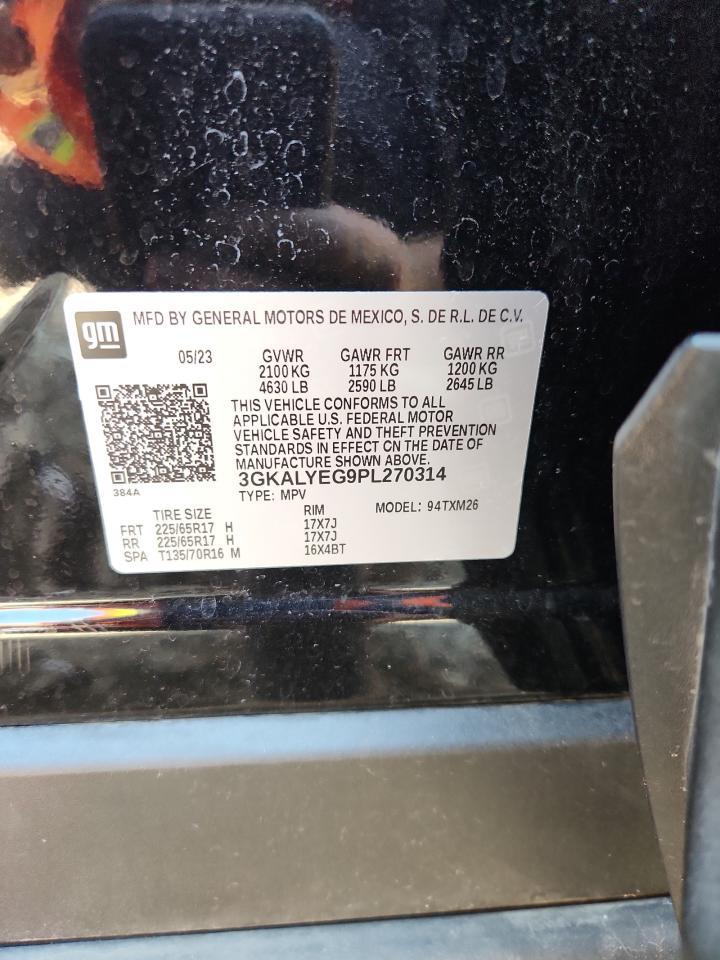 gm
MFD BY GENERAL MOTORS DE MEXICO, S. DE R.L. DE C.V.
05/23 GVWR GAWR FRT GAWR RR
2100 KG 1175 KG 1200 KG
4630 LB 2590 LB 2645 LB
THIS VEHICLE CONFORMS TO ALL
APPLICABLE U.S. FEDERAL MOTOR
VEHICLE SAFETY AND THEFT PREVENTION
STANDARDS IN EFFECT ON THE DATE OF
MANUFACTURE SHOWN ABOVE.
384A
3GKALYEG9PL270314
TYPE: MPV MODEL: 94TXM26
TIRE SIZE RIM
FRT 225/65R17 H 17X7J
RR 225/65R17 H 17X7J
SPA T135/70R16 M 16X4BT